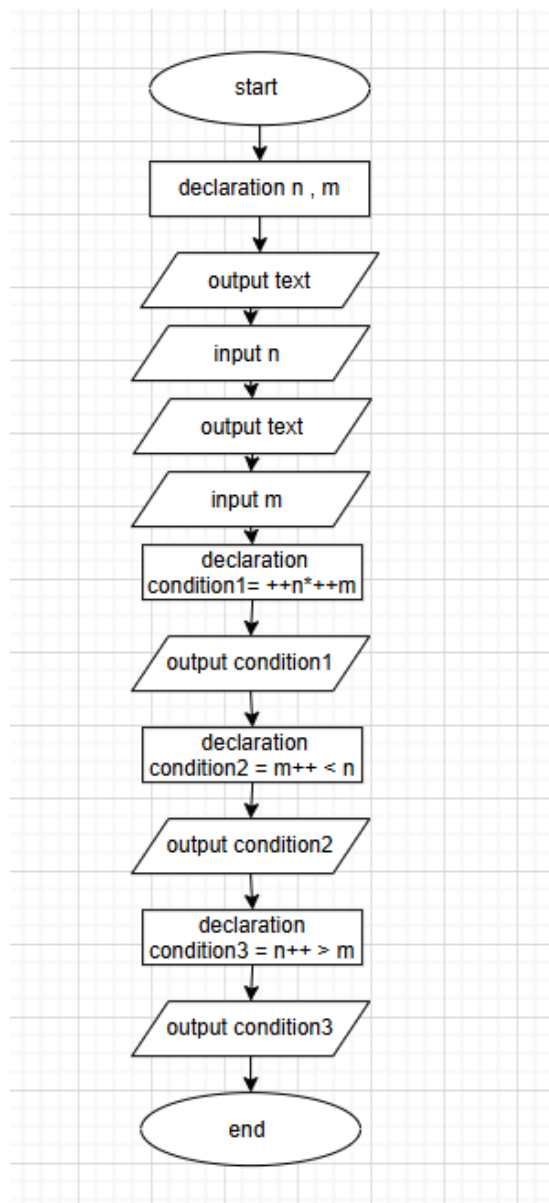 start
declaration n , m
output text
input n
output text
input m
declaration
condition1= ++n*++m
output condition1
declaration
condition2 = m++ < n
output condition2
declaration
condition3 = n++ > m
output condition3
end